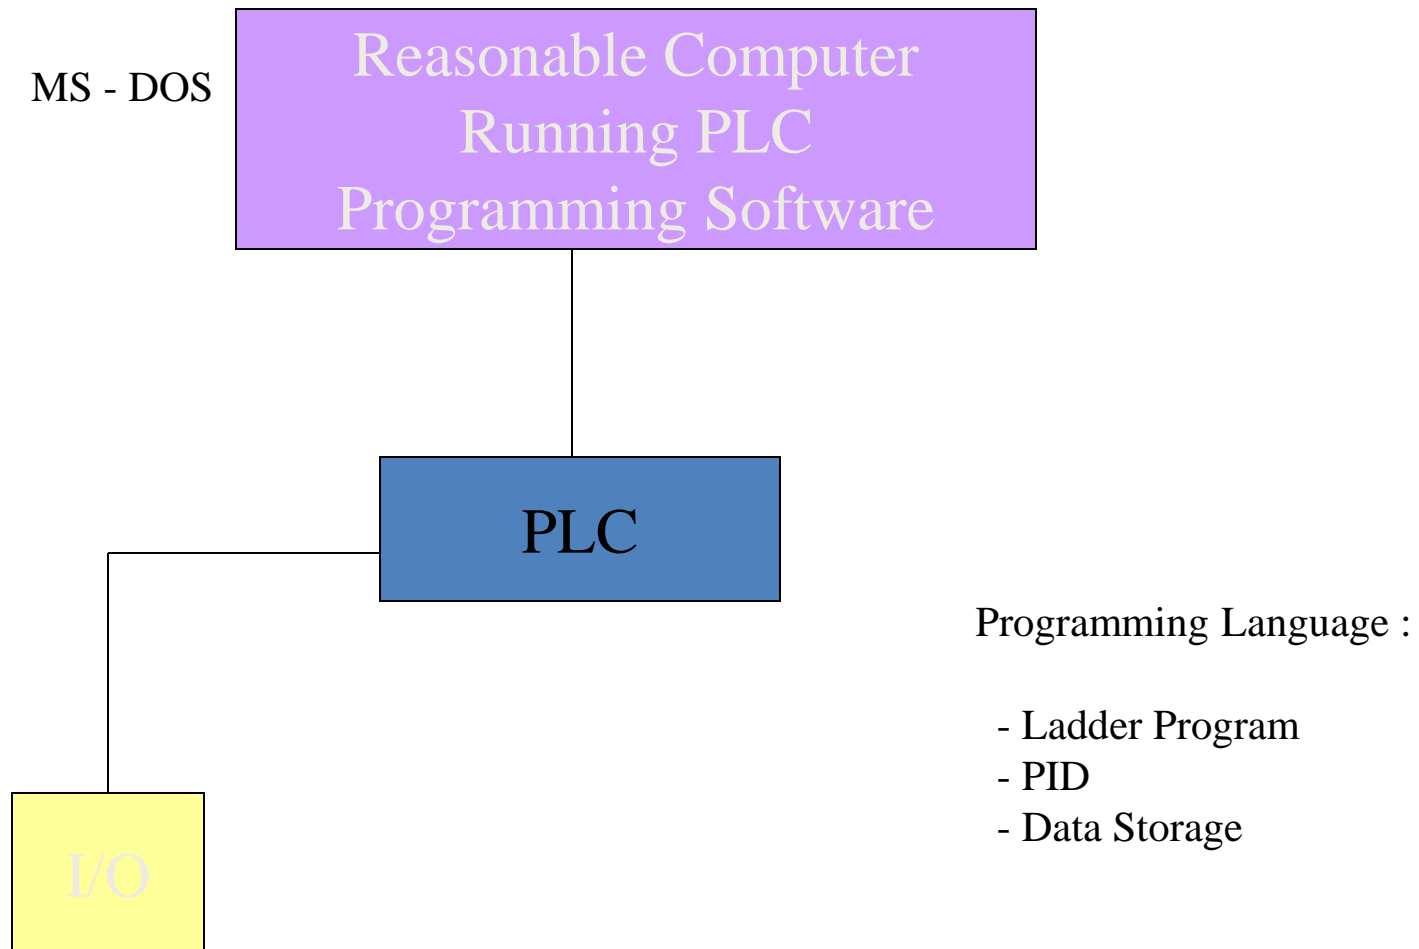 MS - DOS
Reasonable Computer
Running PLC
Programming Software
PLC
Programming Language :
- Ladder Program
- PID
- Data Storage
I/O